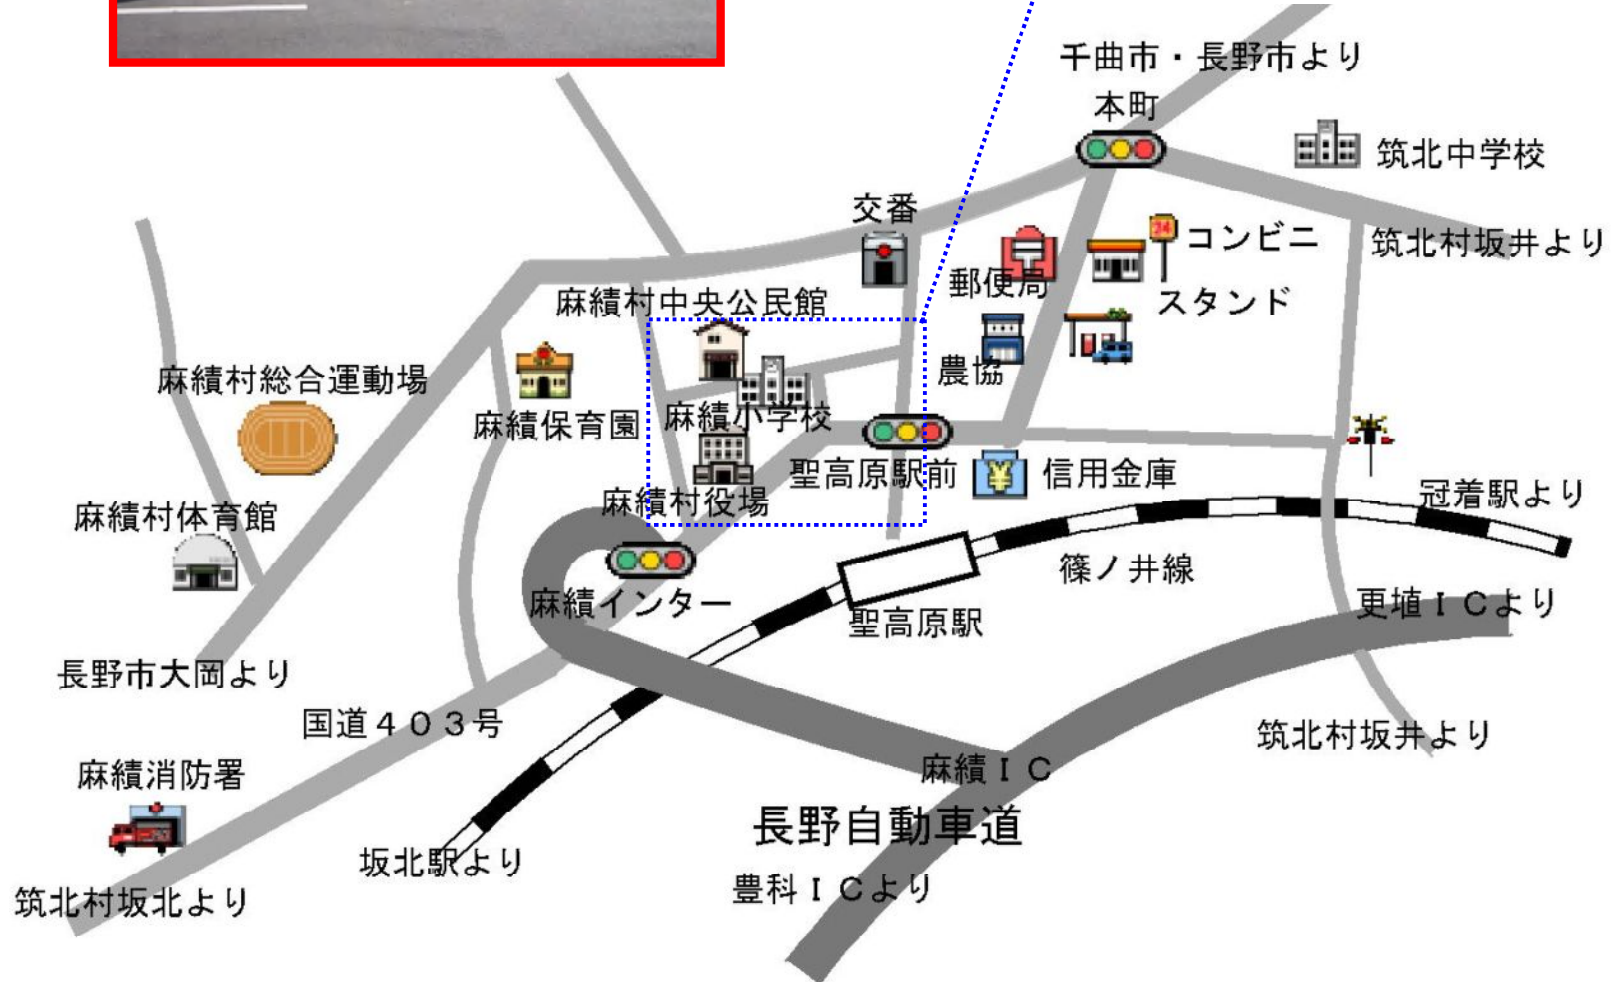 千曲市・長野市より
本町
筑北中学校
交番
コンビニ
筑北村坂井より
郵便局
スタンド
麻績村中央公民館
麻績村総合運動場
農協
麻績保育園
麻績小学校
聖高原駅前
信用金庫
麻績村役場
冠着駅より
麻績村体育館
篠ノ井線
麻績インター
聖高原駅
更埴ＩＣより
長野市大岡より
国道４０３号
筑北村坂井より
麻績ＩＣ
麻績消防署
長野自動車道
坂北駅より
豊科ＩＣより
筑北村坂北より